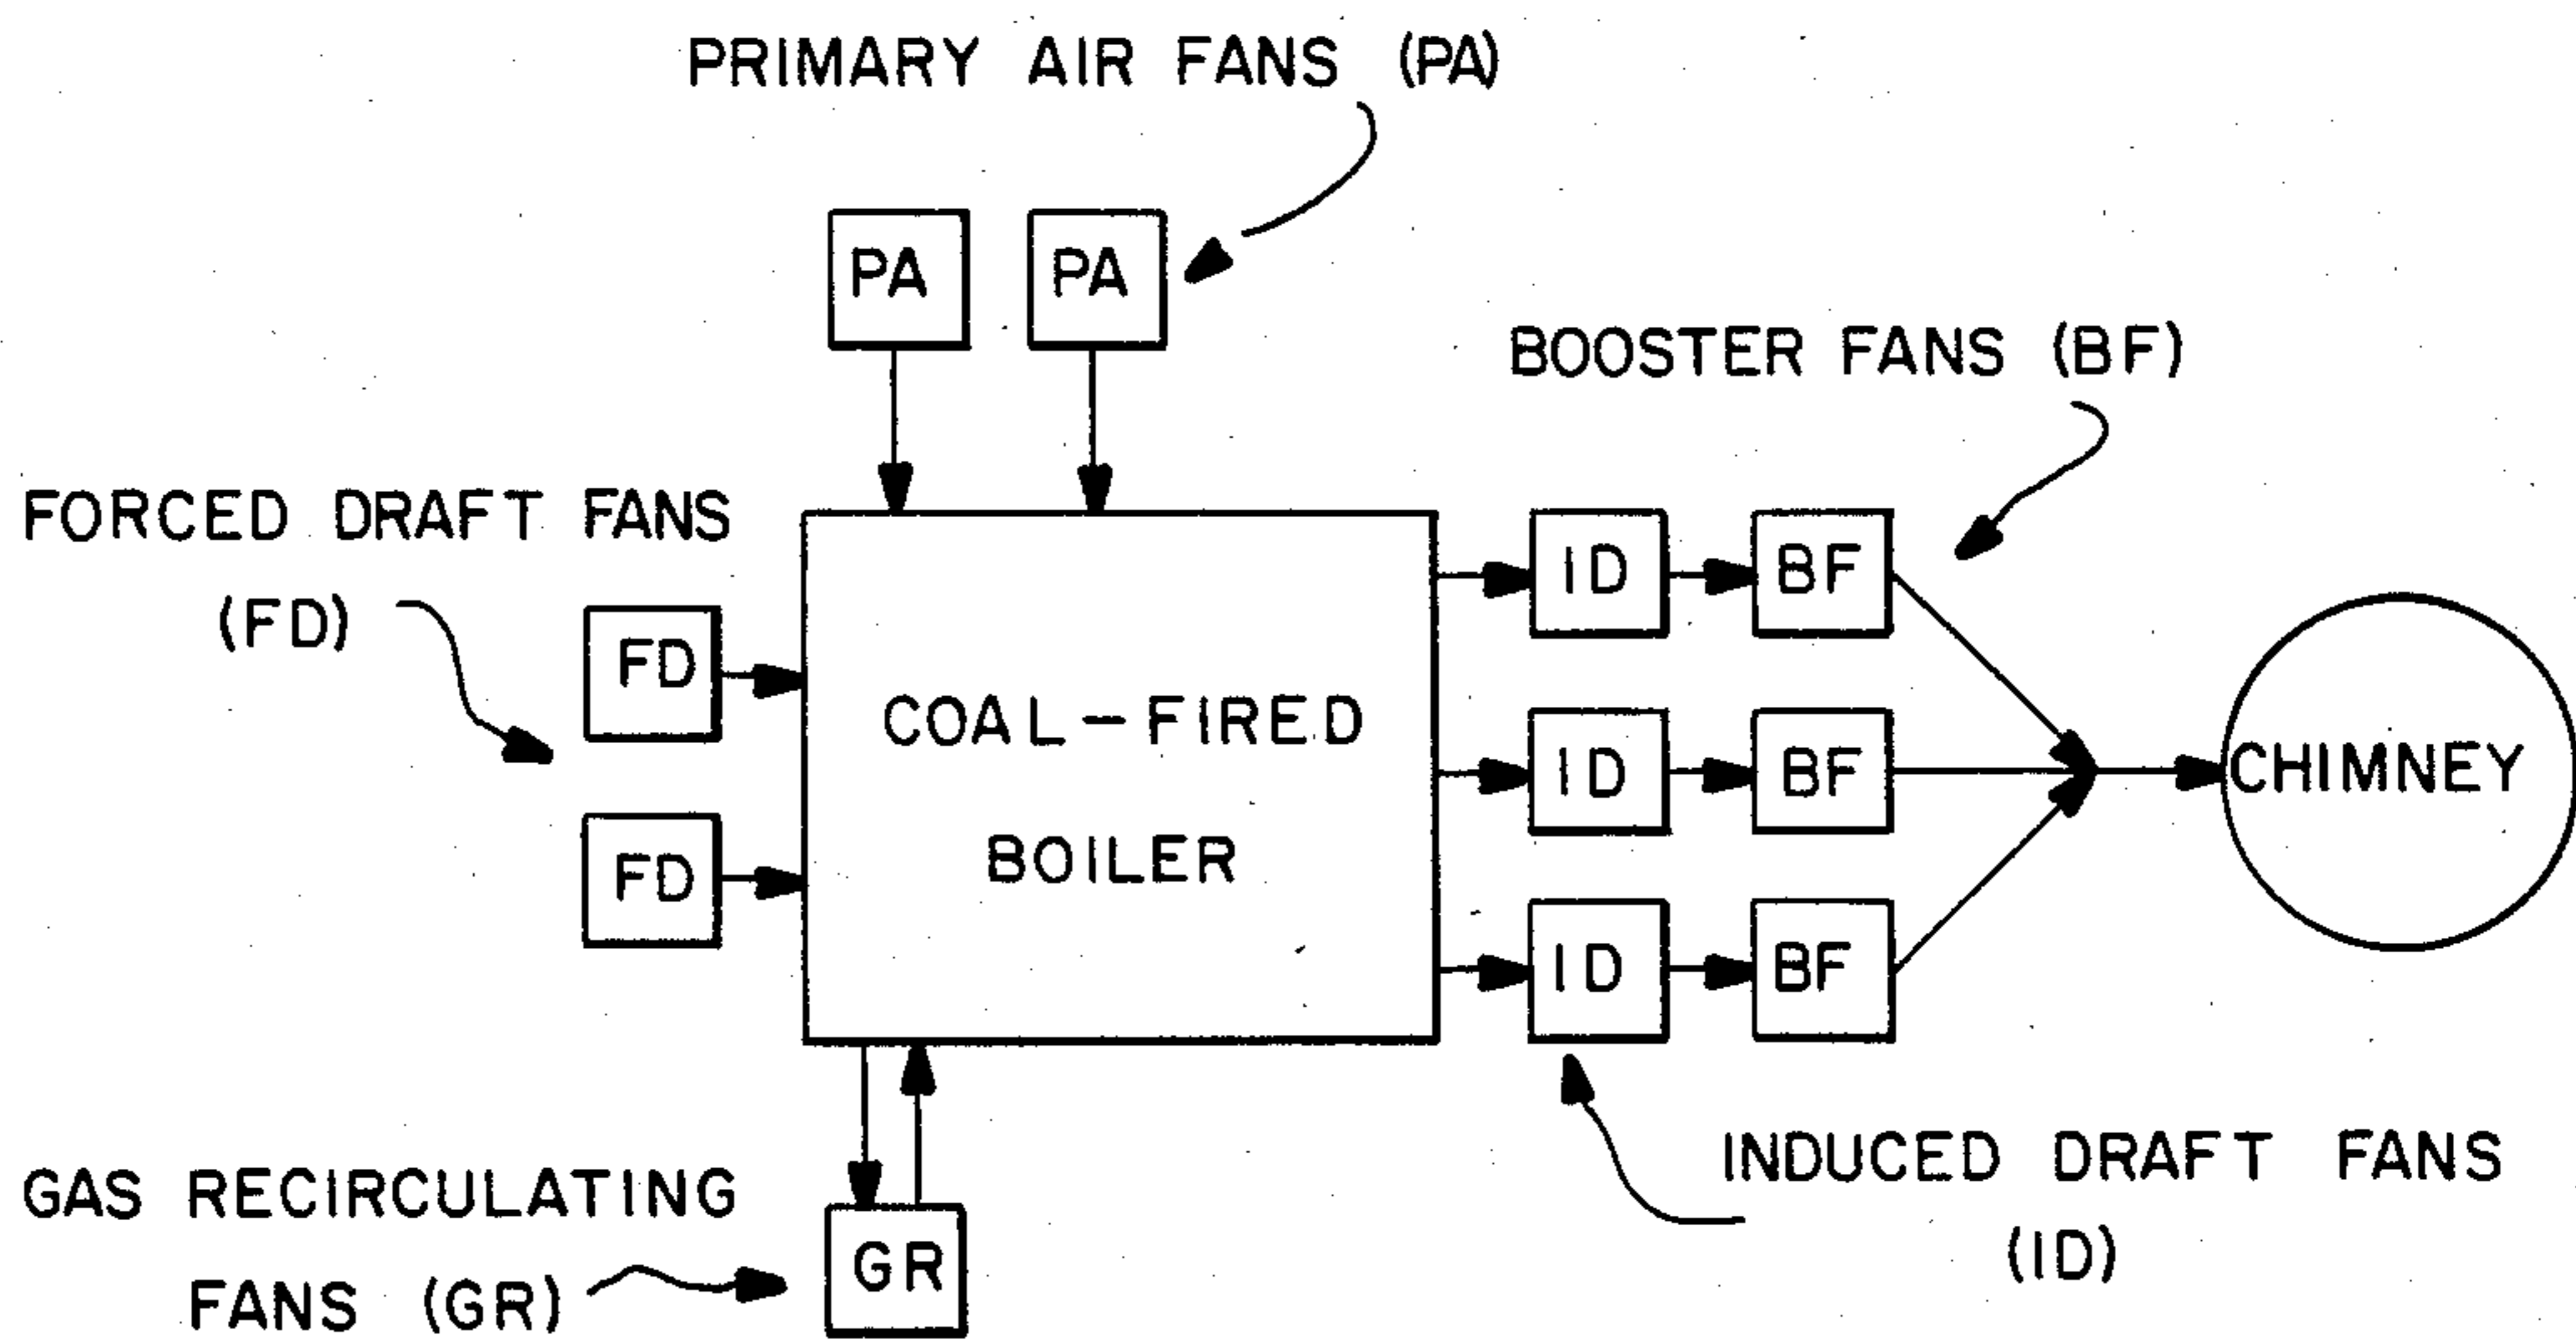 PRIMARY AIR FANS (PA)
PA PA
BOOSTER FANS (BF)
FORCED DRAFT FANS
(FD)
ID BF
FD
COAL-FIRED
BOILER
ID BF
CHIMNEY
FD
ID BF
INDUCED DRAFT FANS
(ID)
GAS RECIRCULATING
FANS (GR)
GR